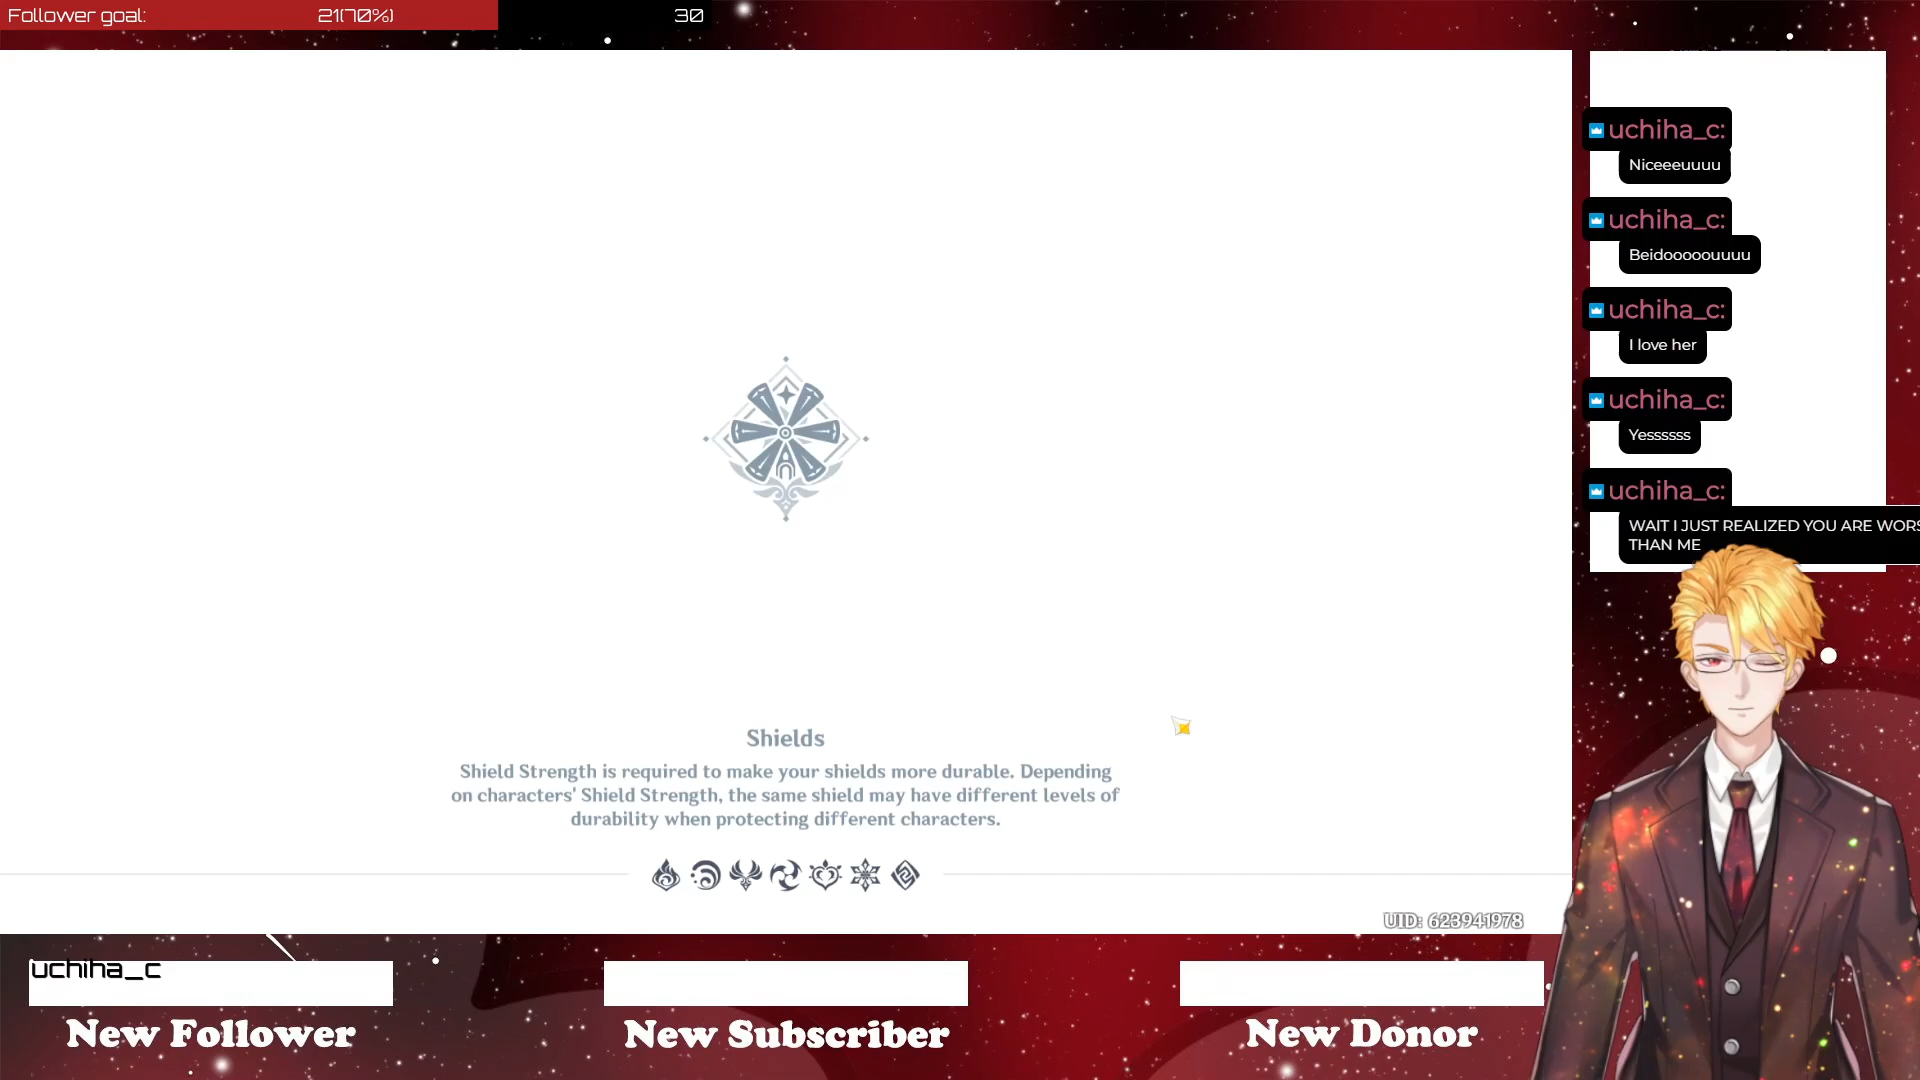 Follower goal: 21(70%) 30
uchiha_c:
Niceeeuuuu
uchiha_c:
Beidooooouuuu
uchiha_c:
I love her
uchiha_c:
Yessssss
uchiha_c:
WAIT I JUST REALIZED YOU ARE
THAN ME
Shields
Shield Strength is required to make your shields more durable. Depending
on characters' Shield Strength, the same shield may have different levels of
durability when protecting different characters.
UID: 623941978
uchiha_c
New Follower
New Subscriber
New Donor